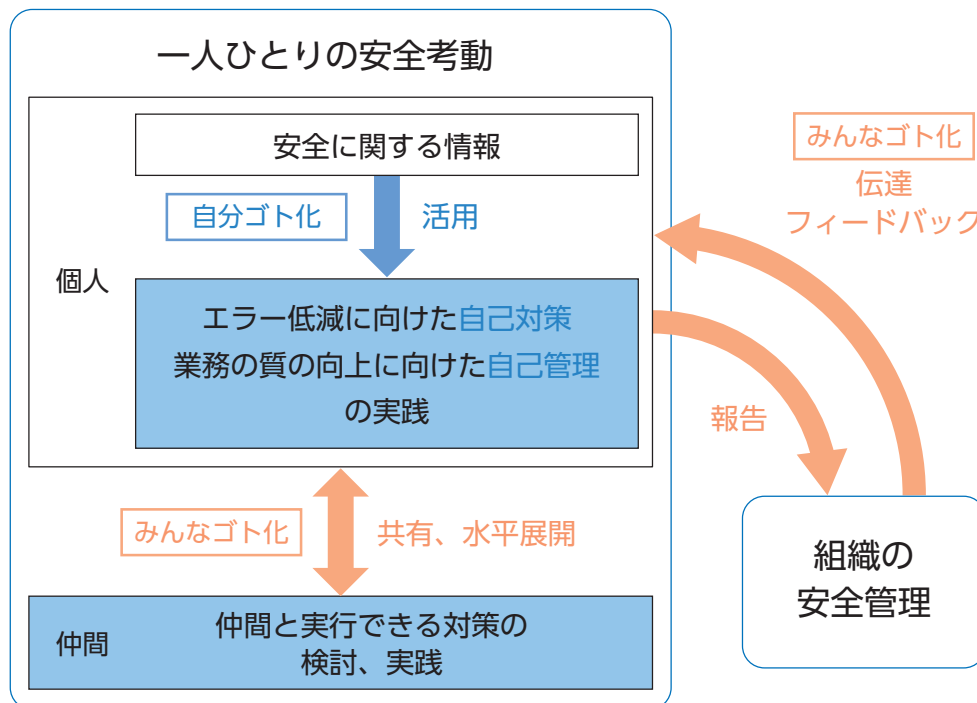 一人ひとりの安全考動
安全に関する情報
自分ゴト化
活用
個人
エラー低減に向けた自己対策
業務の質の向上に向けた自己管理
の実践
みんなゴト化
共有、水平展開
仲間
仲間と実行できる対策の
検討、実践
みんなゴト化
伝達
フィードバック
報告
組織の
安全管理